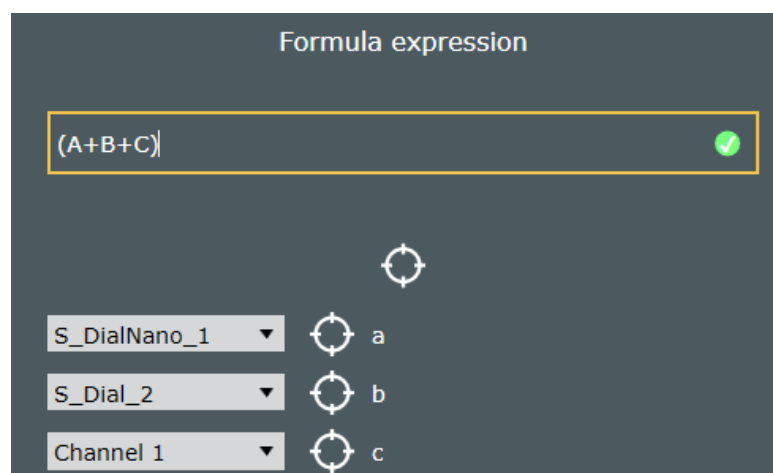 Formula expression
(A+B+C)
S_DialNano_1 a
S_Dial_2 b
Channel 1 c